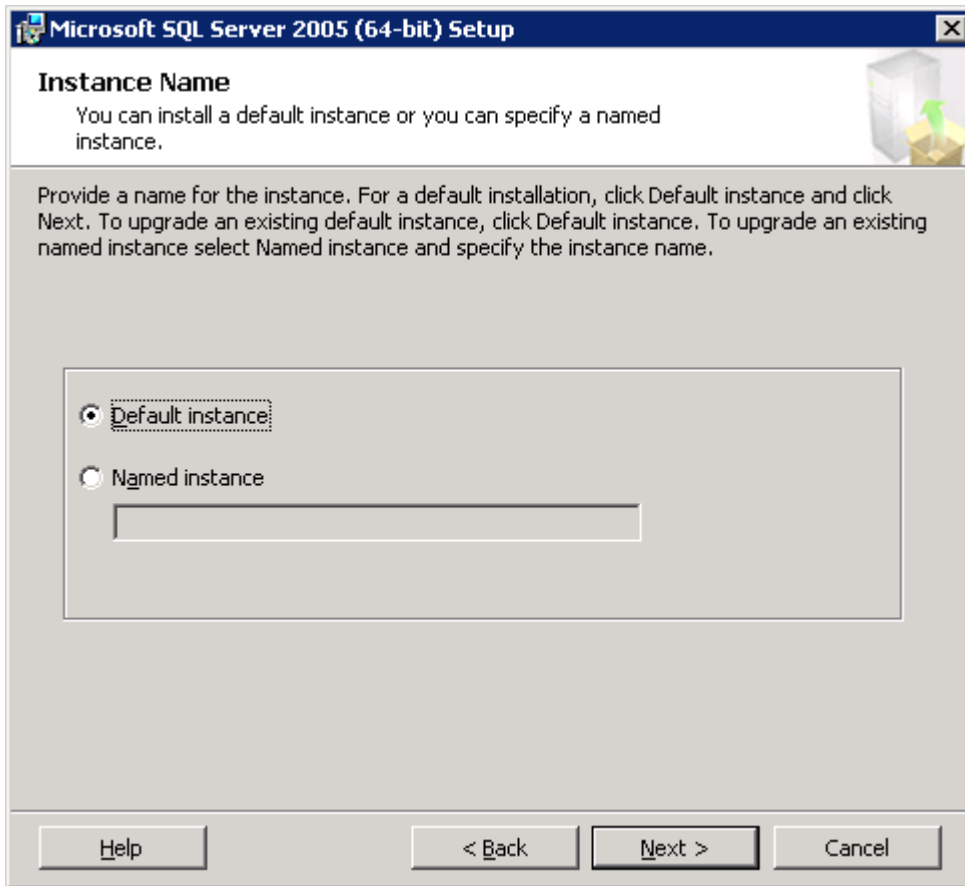 Microsoft SQL Server 2005 (64-bit) Setup
Instance Name
You can install a default instance or you can specify a named
instance.
Provide a name for the instance. For a default installation, click Default instance and click
Next. To upgrade an existing default instance, click Default instance. To upgrade an existing
named instance select Named instance and specify the instance name.
Default instance
Named instance
Help
< Back
Next >
Cancel